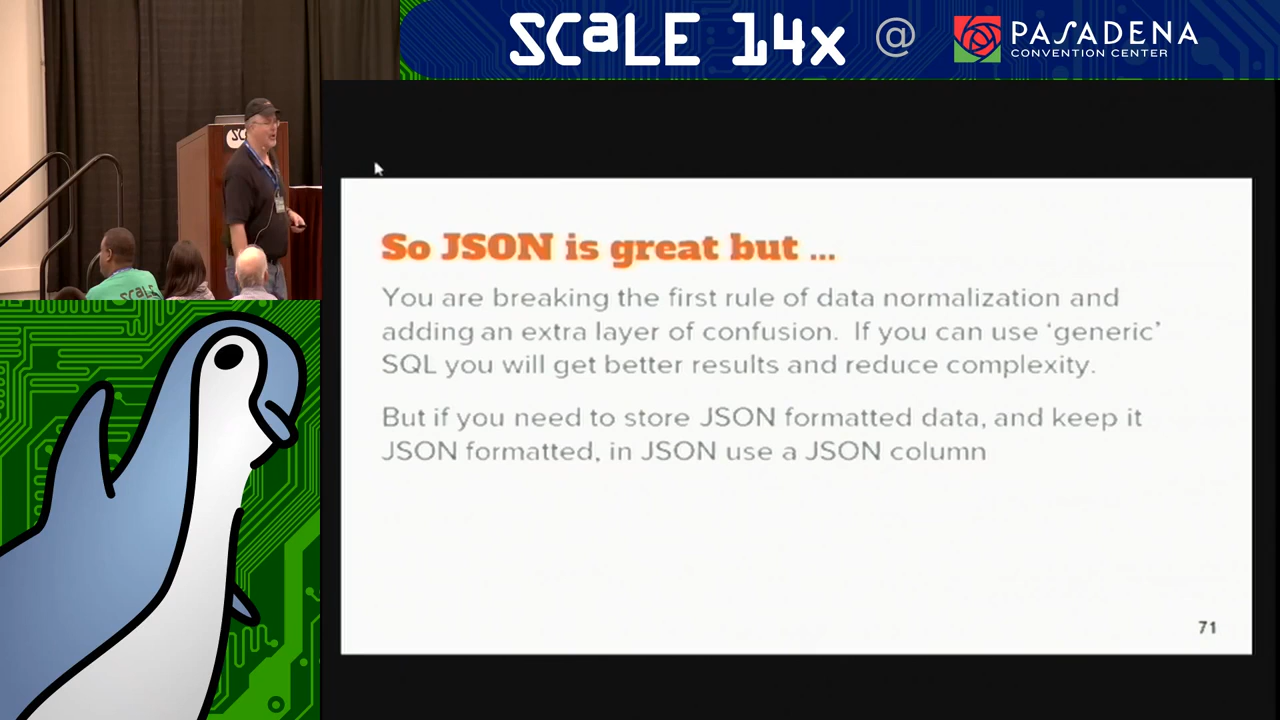 SCALE 14x @ PASADENA
CONVENTION CENTER
SC
SCALE
So JSON is great but ...
You are breaking the first rule of data normalization and
adding an extra layer of confusion.  If you can use ‘generic’
SQL you will get better results and reduce complexity.
But if you need to store JSON formatted data, and keep it
JSON formatted, in JSON use a JSON column
71